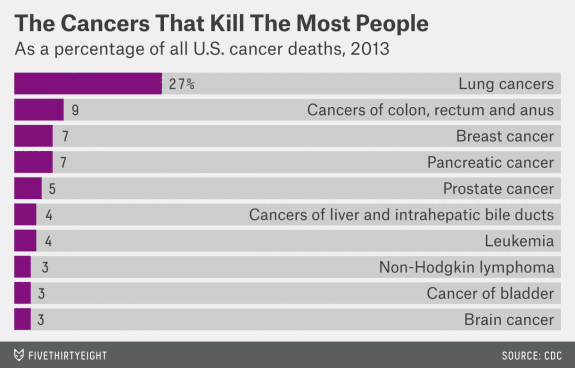 The Cancers That Kill The Most People
As a percentage of all U.S. cancer deaths, 2013
27% Lung cancers
9 Cancers of colon, rectum and anus
7 Breast cancer
7 Pancreatic cancer
5 Prostate cancer
4 Cancers of liver and intrahepatic bile ducts
4 Leukemia
3 Non-Hodgkin lymphoma
3 Cancer of bladder
3 Brain cancer
FIVETHIRTYEIGHT SOURCE: CDC